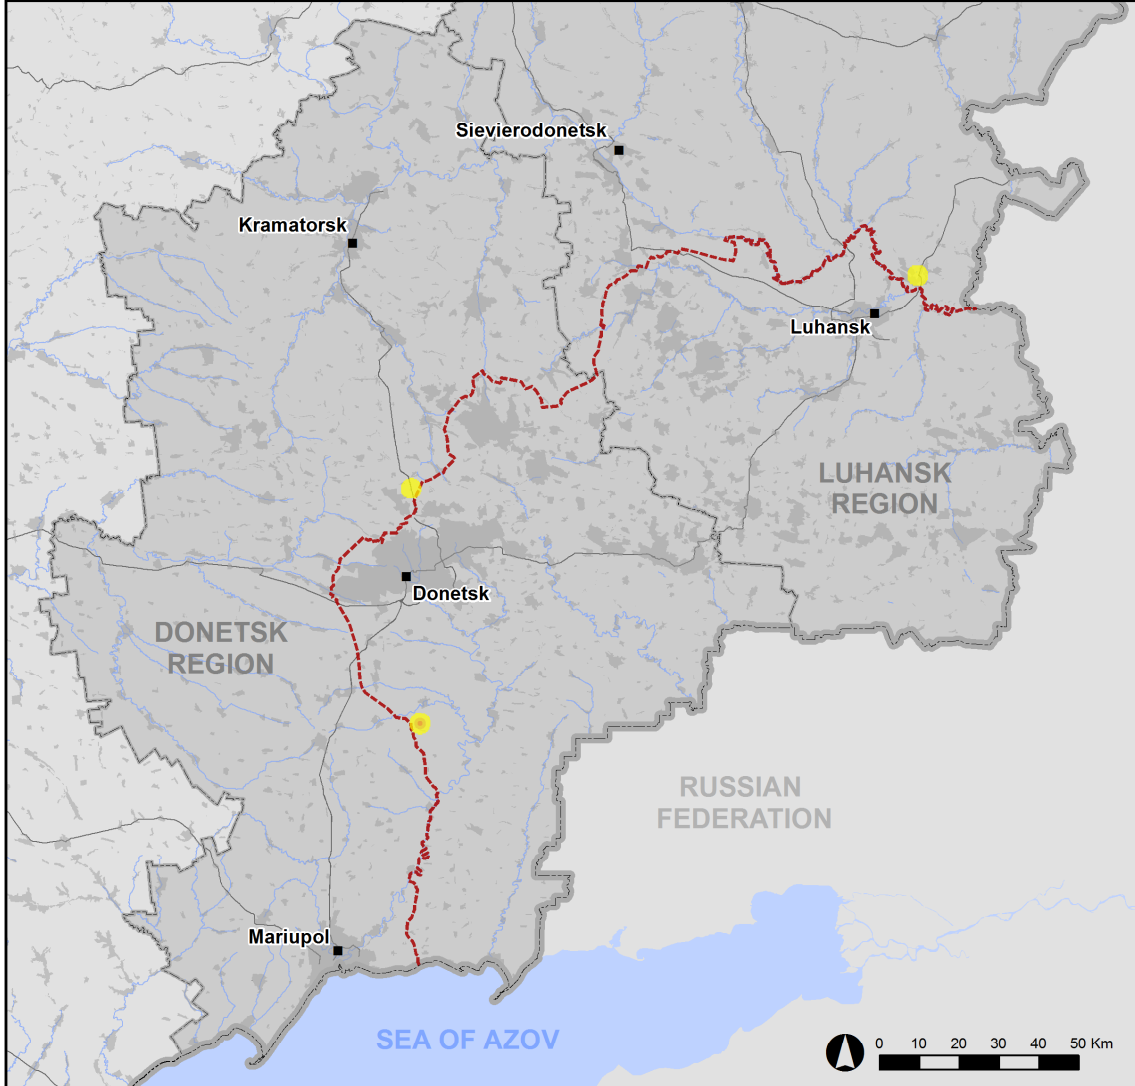 Sievierodonetsk
Kramatorsk
Luhansk
LUHANSK
REGION
Donetsk
DONETSK
REGION
RUSSIAN
FEDERATION
Mariupol
SEA OF AZOV
0 10 20 30 40 50 Km